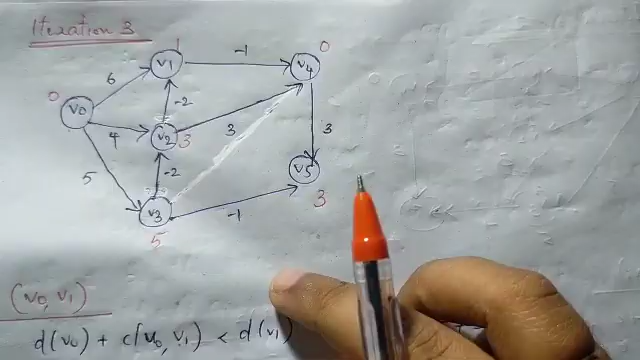 Iteration 3
1
-1
0
v1
v4
6
0
-2
v0
3
3
4
v2
3
5
-2
v5
v3
-1
3
5
(v0, v1)
d(v0) + c(v0, v1) < d(v1)